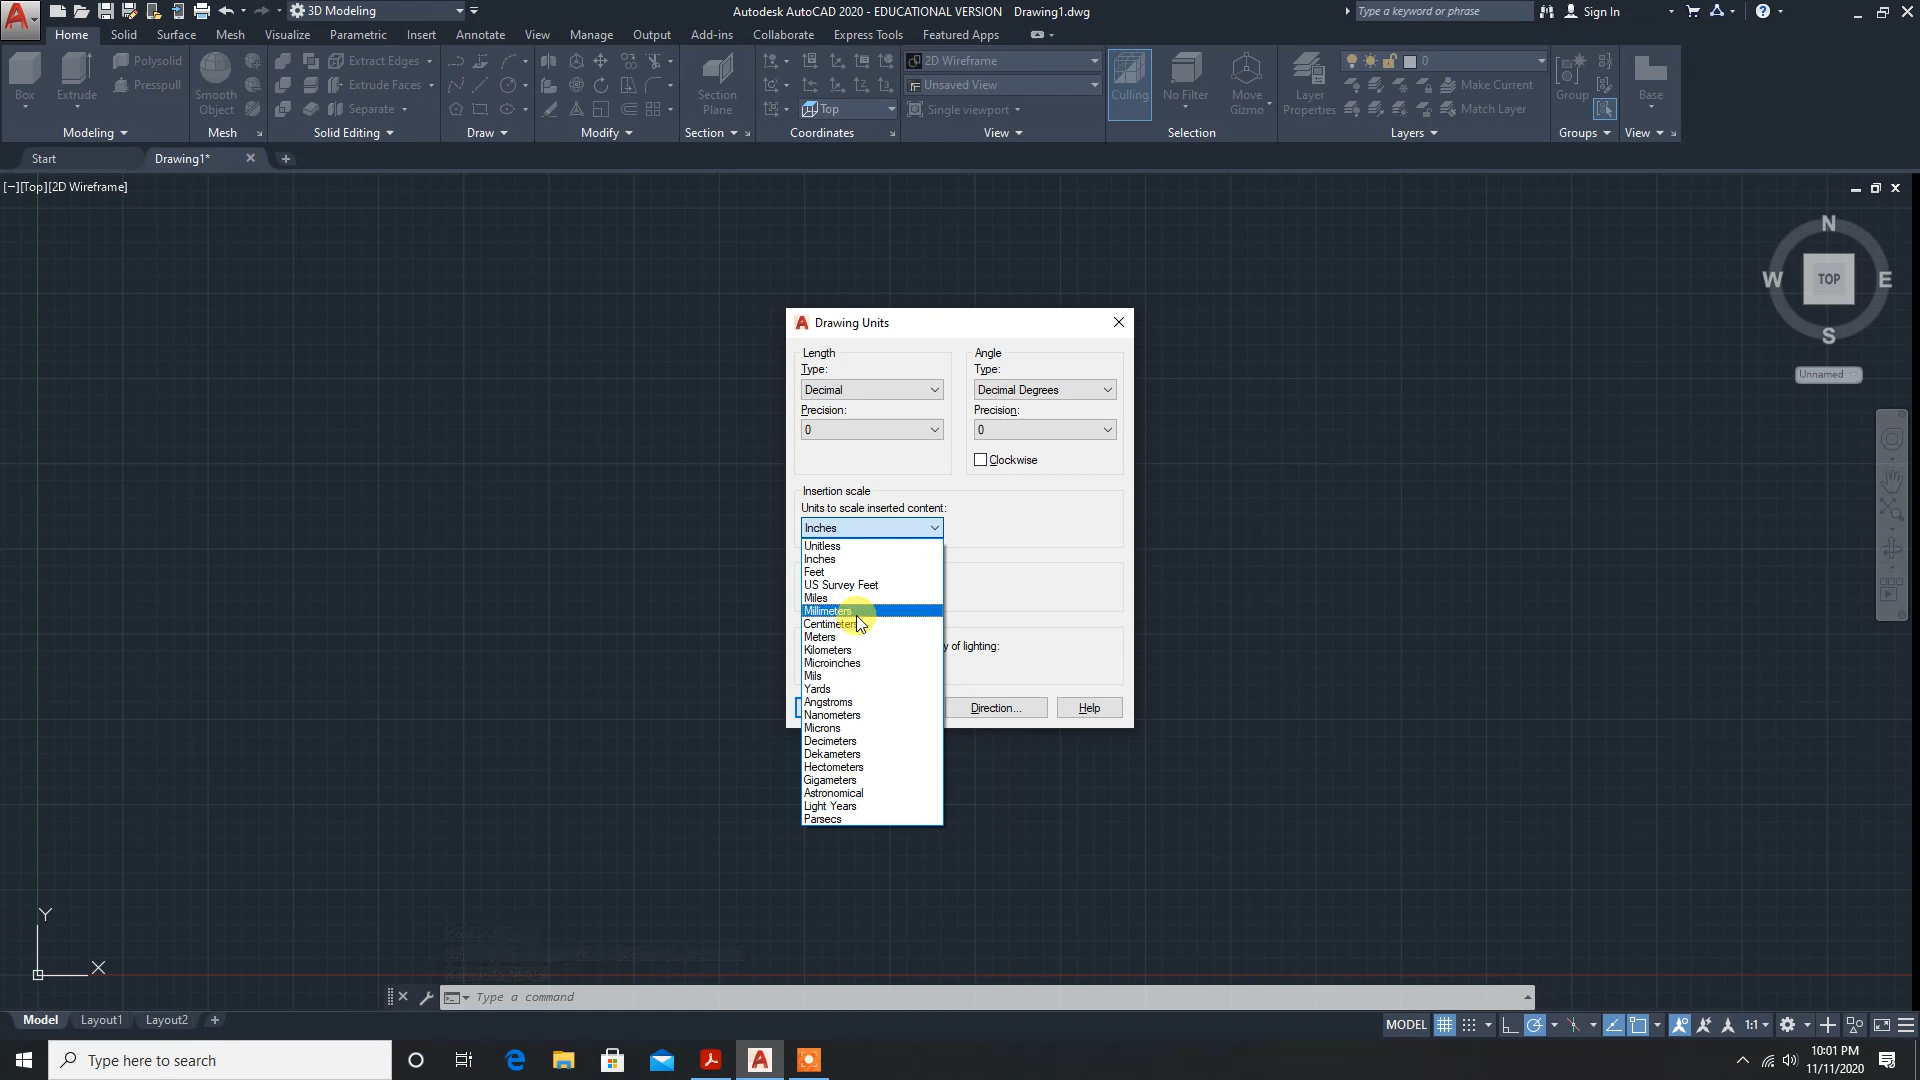 3D Modeling
Autodesk AutoCAD 2020 - EDUCATIONAL VERSION Drawing1.dwg
Type a keyword or phrase
Sign In
Home Solid Surface Mesh Visualize Parametric Insert Annotate View Manage Output Add-ins Collaborate Express Tools Featured Apps
Box
Extrude
Polysolid
Presspull
Smooth
Object
Extract Edges
Extrude Faces
Separate
Section
Plane
Top
2D Wireframe
Unsaved View
Single viewport
Culling
No Filter
Move
Gizmo
Layer
Properties
0
Make Current
Match Layer
Group
Base
Modeling Mesh Solid Editing Draw Modify Section Coordinates View Selection Layers Groups View
Start
Drawing1*
[−][Top][2D Wireframe]
N
W
TOP
E
S
Unnamed
Drawing Units
Length
Type:
Decimal
Precision:
0
Angle
Type:
Decimal Degrees
Precision:
0
Clockwise
Insertion scale
Units to scale inserted content:
Inches
Unitless
Inches
Feet
US Survey Feet
Miles
Millimeters
Centimeters
Meters
Kilometers
Microinches
Mils
Yards
Angstroms
Nanometers
Microns
Decimeters
Dekameters
Hectometers
Gigameters
Astronomical
Light Years
Parsecs
y of lighting:
Direction...
Help
Y
X
Type a command
Model Layout1 Layout2
MODEL
1:1
Type here to search
10:01 PM
11/11/2020